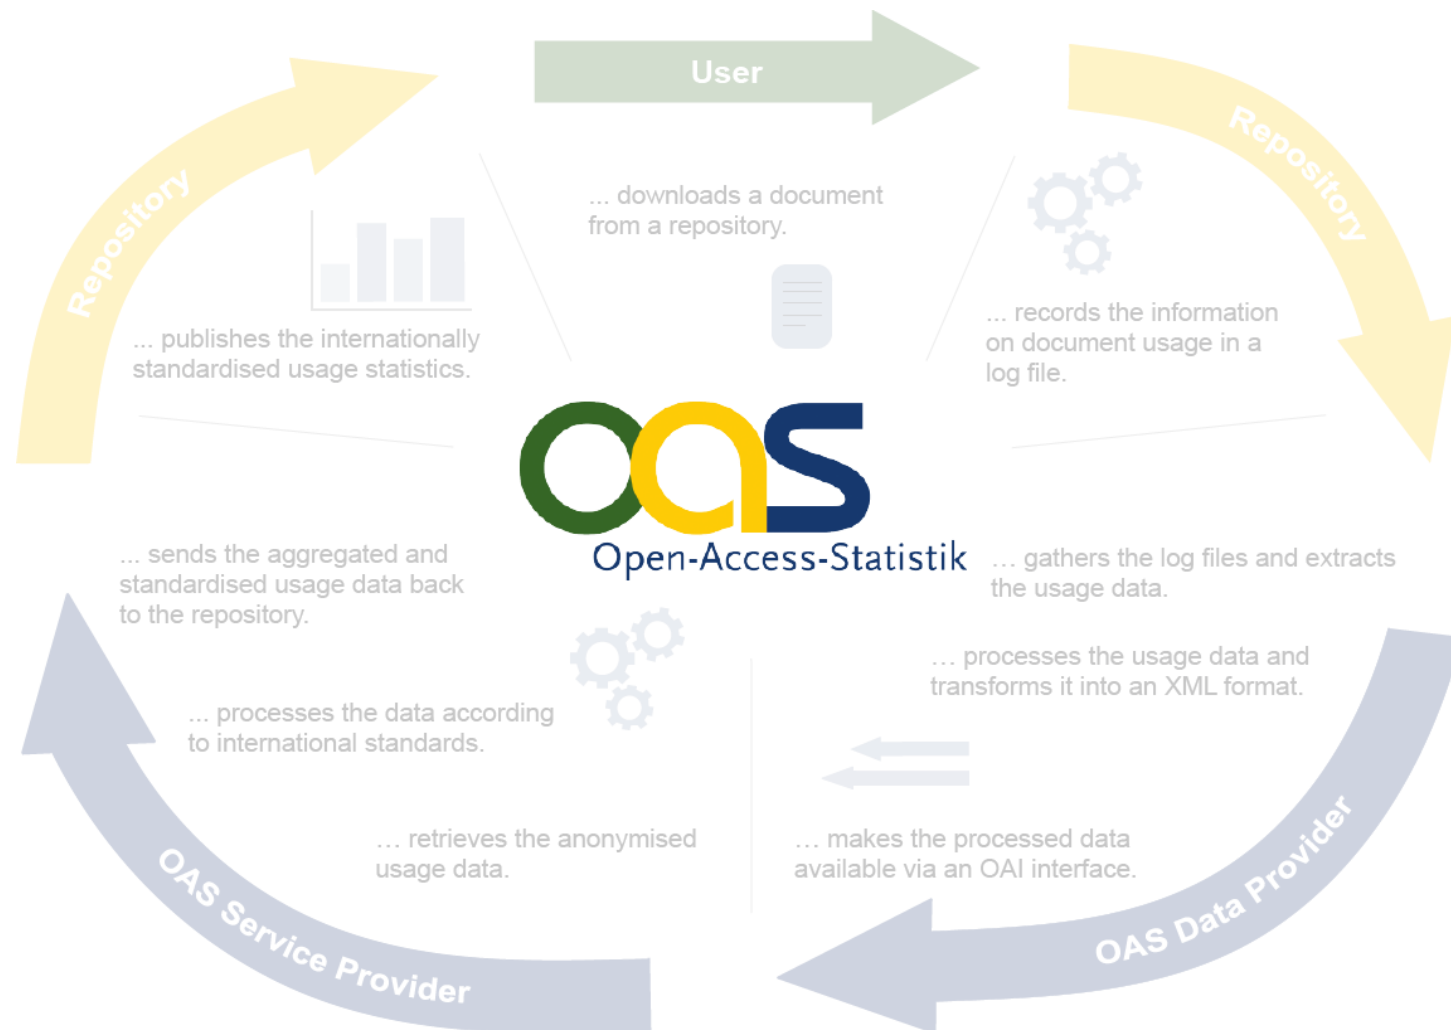 User
... downloads a document
from a repository.
Repository
... records the information
on document usage in a
log file.
… gathers the log files and extracts
the usage data.
… processes the usage data and
transforms it into an XML format.
… makes the processed data
available via an OAI interface.
OAS Data Provider
… retrieves the anonymised
usage data.
... processes the data according
to international standards.
... sends the aggregated and
standardised usage data back
to the repository.
OAS Service Provider
Repository
... publishes the internationally
standardised usage statistics.
oas
Open-Access-Statistik